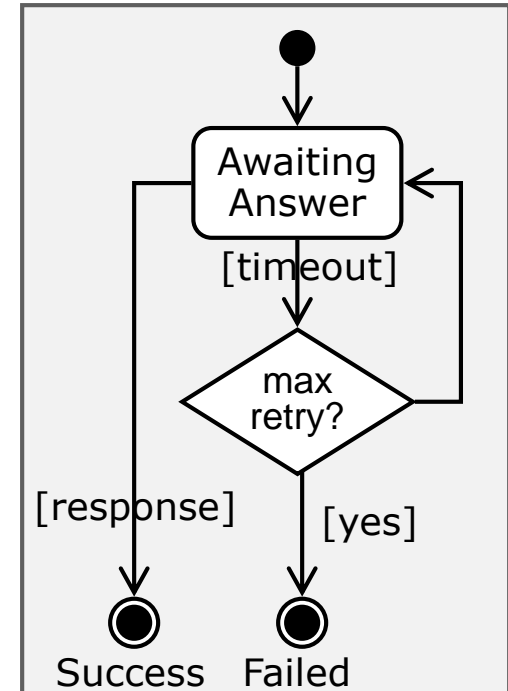 Awaiting
Answer
[timeout]
max
retry?
[response]
[yes]
Success
Failed